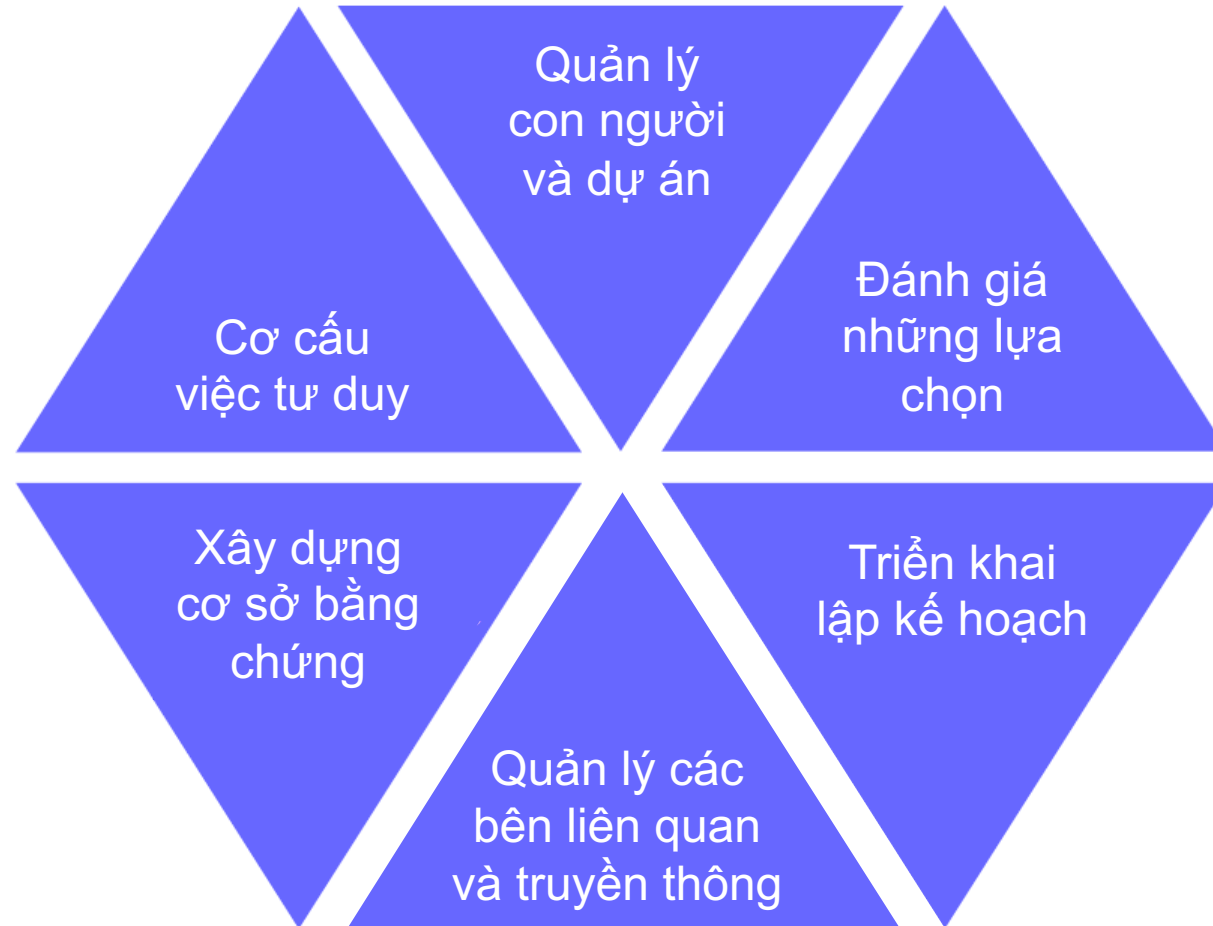 Quản lý
con người
và dự án
Cơ cấu
việc tư duy
Đánh giá
những lựa
chọn
Xây dựng
cơ sở bằng
chứng
Quản lý các
bên liên quan
và truyền thông
Triển khai
lập kế hoạch